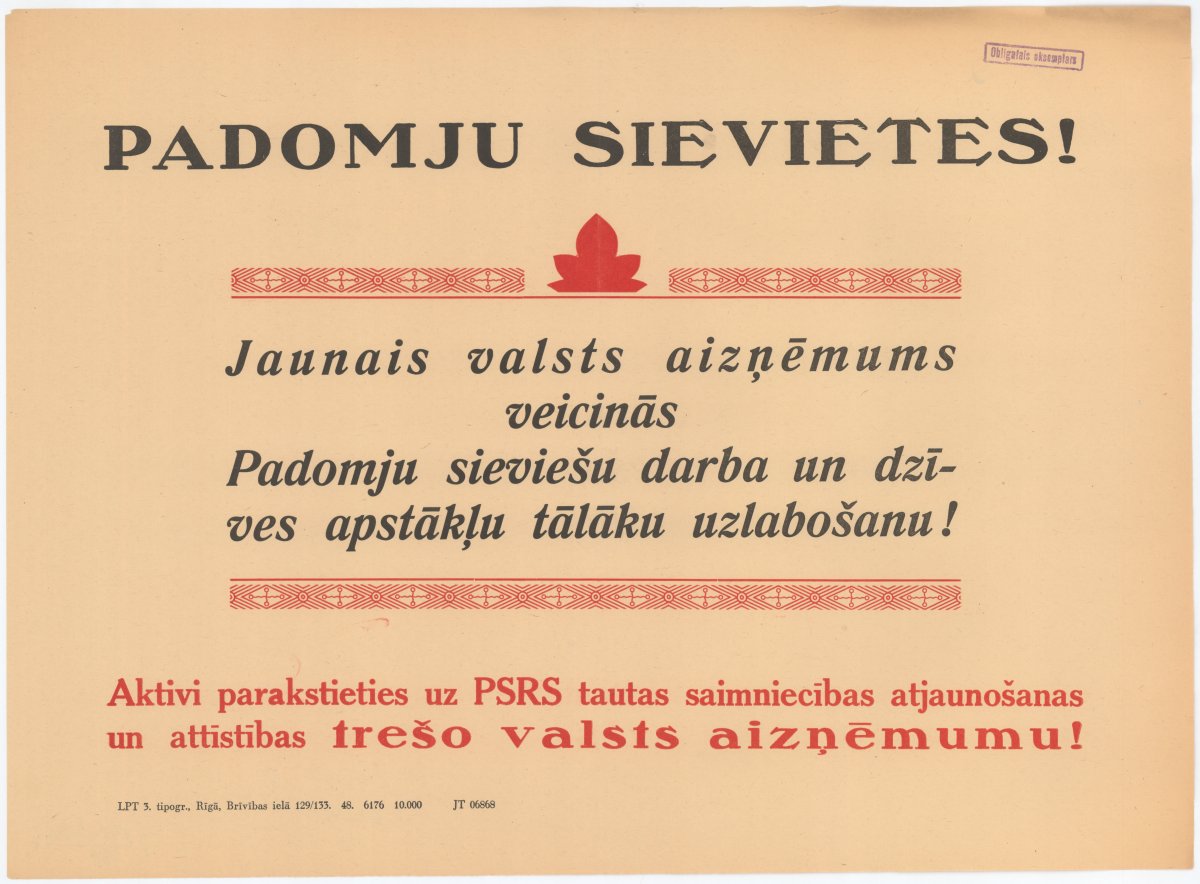 Obligatais eksemplars
PADOMJU SIEVIETES!
Jaunais valsts aizņēmums
veicinās
Padomju sieviešu darba un dzī-
ves apstākļu tālāku uzlabošanu!
Aktivi parakstieties uz PSRS tautas saimniecības atjaunošanas
un attīstības trešo valsts aizņēmumu!
LPT 3. tipogr., Rīgā, Brīvības ielā 129/133. 48. 6176 10.000 JT 06868